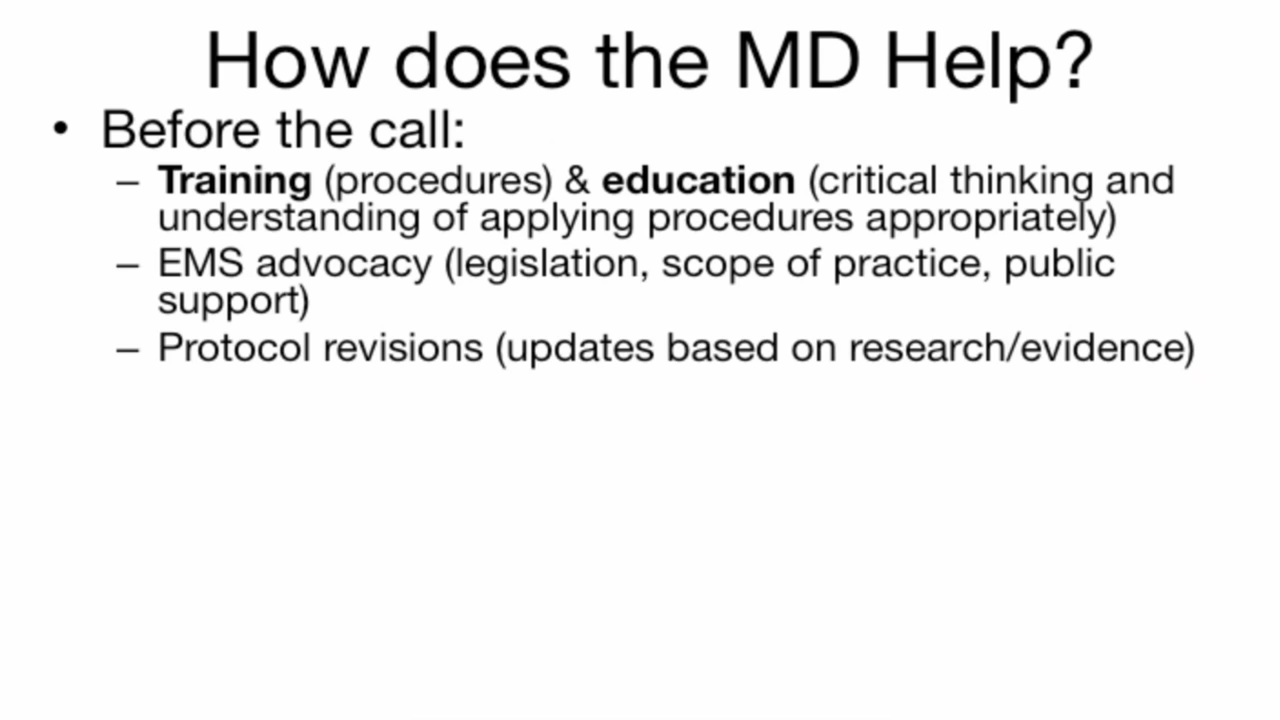 How does the MD Help?
• Before the call:
– Training (procedures) & education (critical thinking and
understanding of applying procedures appropriately)
– EMS advocacy (legislation, scope of practice, public
support)
– Protocol revisions (updates based on research/evidence)